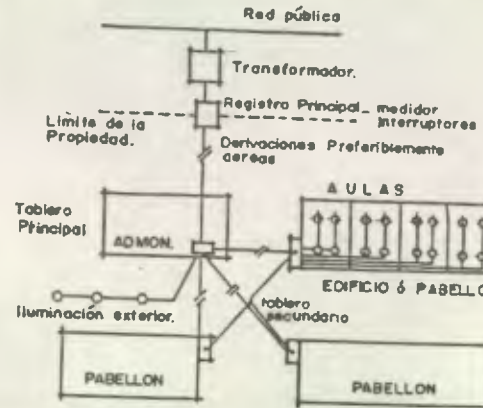 Red pública
Transformador.
Registro Principal_ medidor
Interruptores
Límite de la
Propiedad.
Derivaciones Preferiblemente
aereas
AULAS
Tablero
Principal
ADMON.
EDIFICIO ó PABELLO
Iluminación exterior.
tablero
secundario
PABELLON
PABELLON